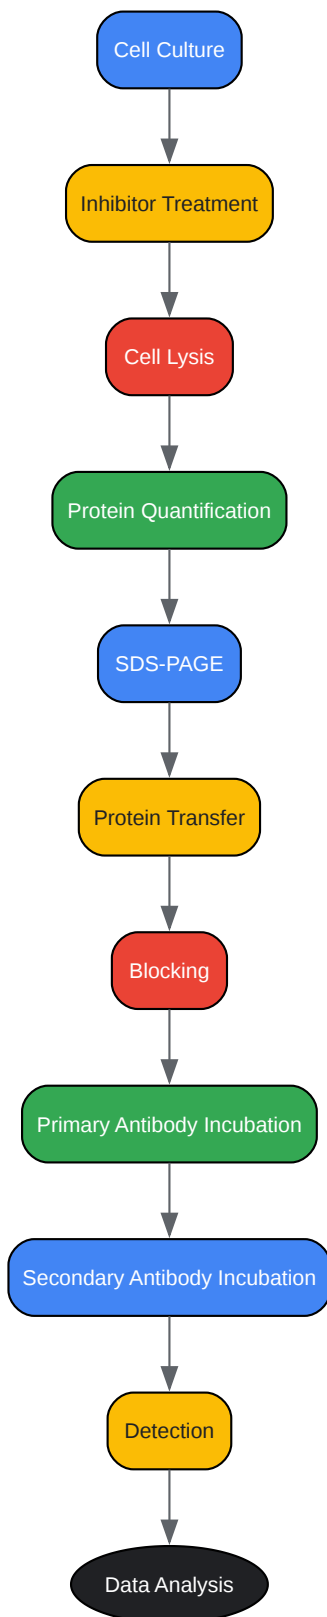 Cell Culture
Inhibitor Treatment
Cell Lysis
Protein Quantification
SDS-PAGE
Protein Transfer
Blocking
Primary Antibody Incubation
Secondary Antibody Incubation
Detection
Data Analysis